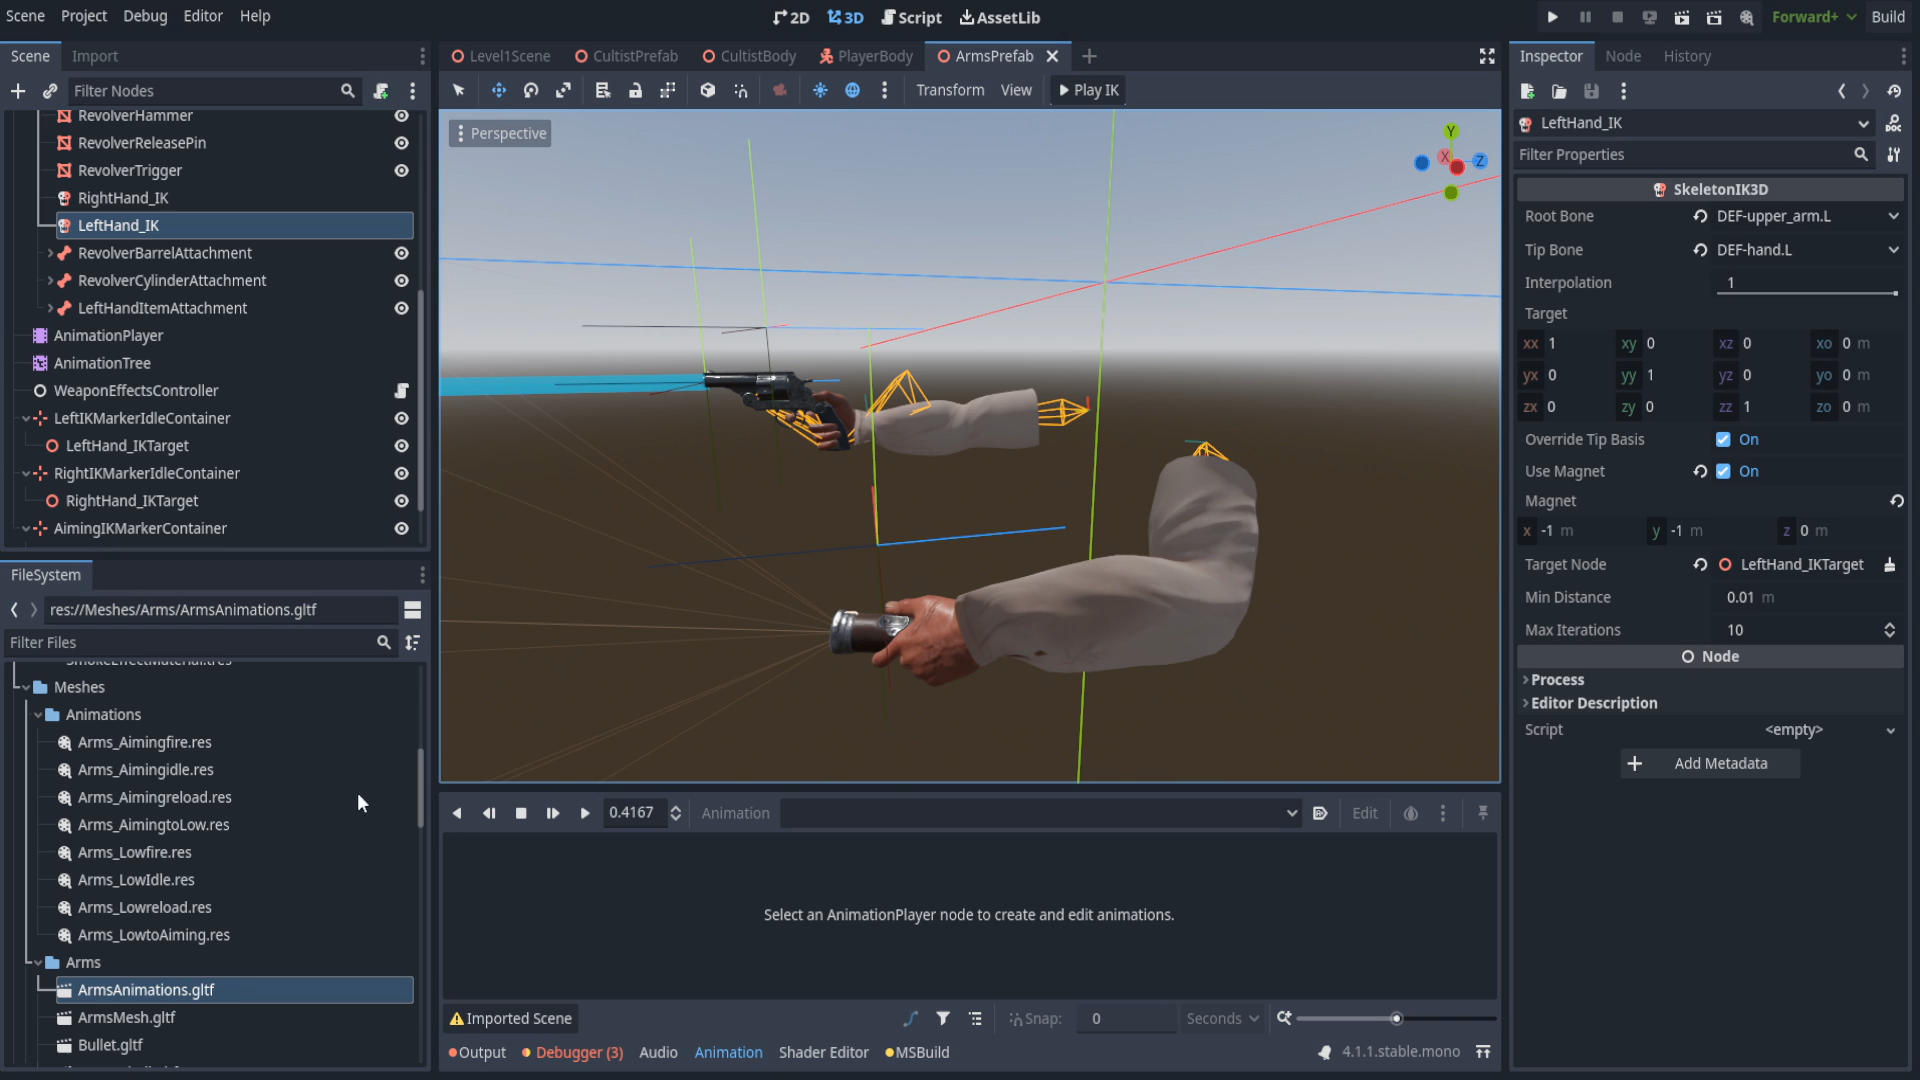 Scene Project Debug Editor Help
2D 3D Script AssetLib
Forward+ Build
Scene Import
Filter Nodes
RevolverHammer
RevolverReleasePin
RevolverTrigger
RightHand_IK
LeftHand_IK
RevolverBarrelAttachment
RevolverCylinderAttachment
LeftHandItemAttachment
AnimationPlayer
AnimationTree
WeaponEffectsController
LeftIKMarkerIdleContainer
LeftHand_IKTarget
RightIKMarkerIdleContainer
RightHand_IKTarget
AimingIKMarkerContainer
FileSystem
res://Meshes/Arms/ArmsAnimations.gltf
Filter Files
SmokeEffectMaterial.tres
Meshes
Animations
Arms_Aimingfire.res
Arms_Aimingidle.res
Arms_Aimingreload.res
Arms_AimingtoLow.res
Arms_Lowfire.res
Arms_LowIdle.res
Arms_Lowreload.res
Arms_LowtoAiming.res
Arms
ArmsAnimations.gltf
ArmsMesh.gltf
Bullet.gltf
Level1Scene CultistPrefab CultistBody PlayerBody ArmsPrefab
Transform View Play IK
Perspective
Y
X Z
0.4167 Animation Edit
Select an AnimationPlayer node to create and edit animations.
Imported Scene Snap: 0 Seconds
Output Debugger (3) Audio Animation Shader Editor MSBuild 4.1.1.stable.mono
Inspector Node History
LeftHand_IK
Filter Properties
SkeletonIK3D
Root Bone DEF-upper_arm.L
Tip Bone DEF-hand.L
Interpolation 1
Target
xx 1 xy 0 xz 0 xo 0 m
yx 0 yy 1 yz 0 yo 0 m
zx 0 zy 0 zz 1 zo 0 m
Override Tip Basis On
Use Magnet On
Magnet
x -1 m y -1 m z 0 m
Target Node LeftHand_IKTarget
Min Distance 0.01 m
Max Iterations 10
Node
Process
Editor Description
Script <empty>
Add Metadata